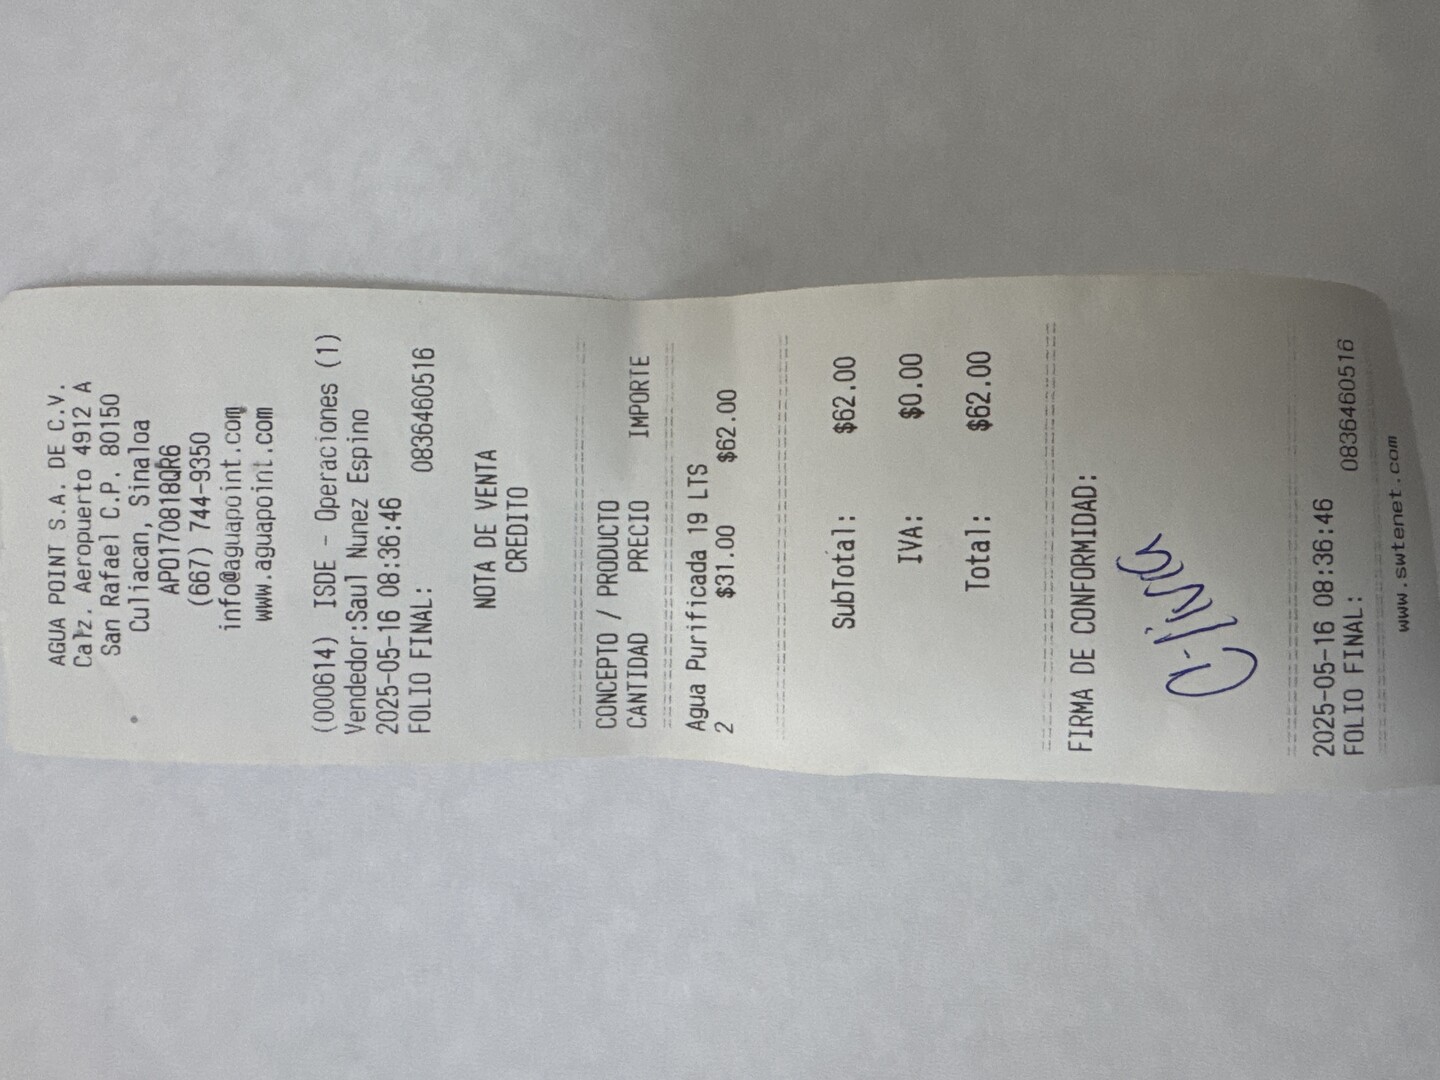 AGUA POINT S.A. DE C.V.
Calz. Aeropuerto 4912 A
San Rafael C.P. 80150
Culiacan, Sinaloa
APO170818QR6
(667) 744-9350
info@aguapoint.com
www.aguapoint.com
(000614) ISDE - Operaciones (1)
Vendedor:Saul Nunez Espino
2025-05-16 08:36:46
FOLIO FINAL: 0836460516
NOTA DE VENTA
CREDITO
CONCEPTO / PRODUCTO
CANTIDAD PRECIO IMPORTE
Agua Purificada 19 LTS
2 $31.00 $62.00
SubTotal: $62.00
IVA: $0.00
Total: $62.00
FIRMA DE CONFORMIDAD:
2025-05-16 08:36:46
FOLIO FINAL: 0836460516
www.swtenet.com